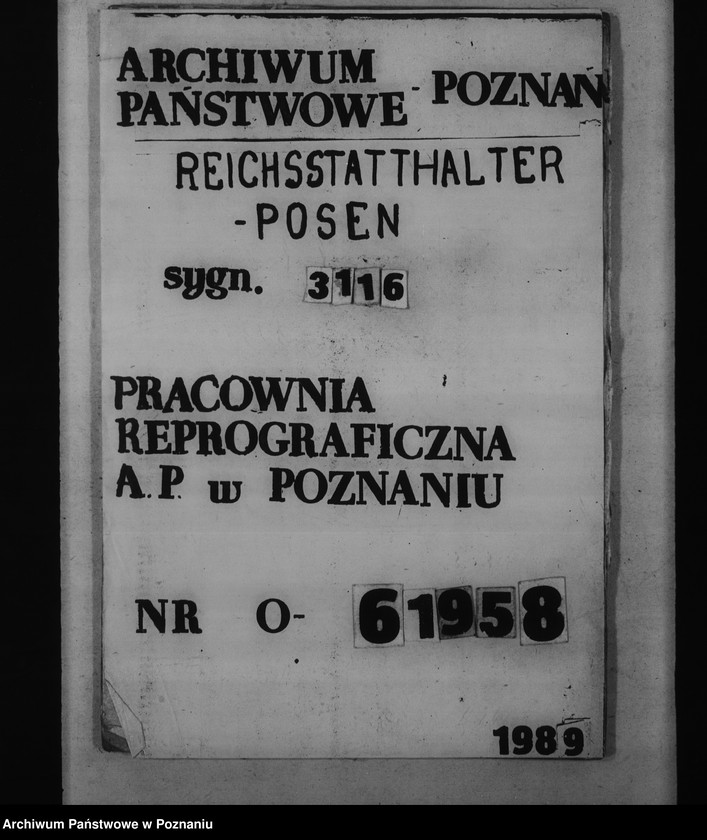 ARCHIWUM
PAŃSTWOWE - POZNAŃ
REICHSSTATTHALTER
-POSEN
sygn. 3116
PRACOWNIA
REPROGRAFICZNA
A.P. w POZNANIU
NR O- 61958
1989
Archiwum Państwowe w Poznaniu